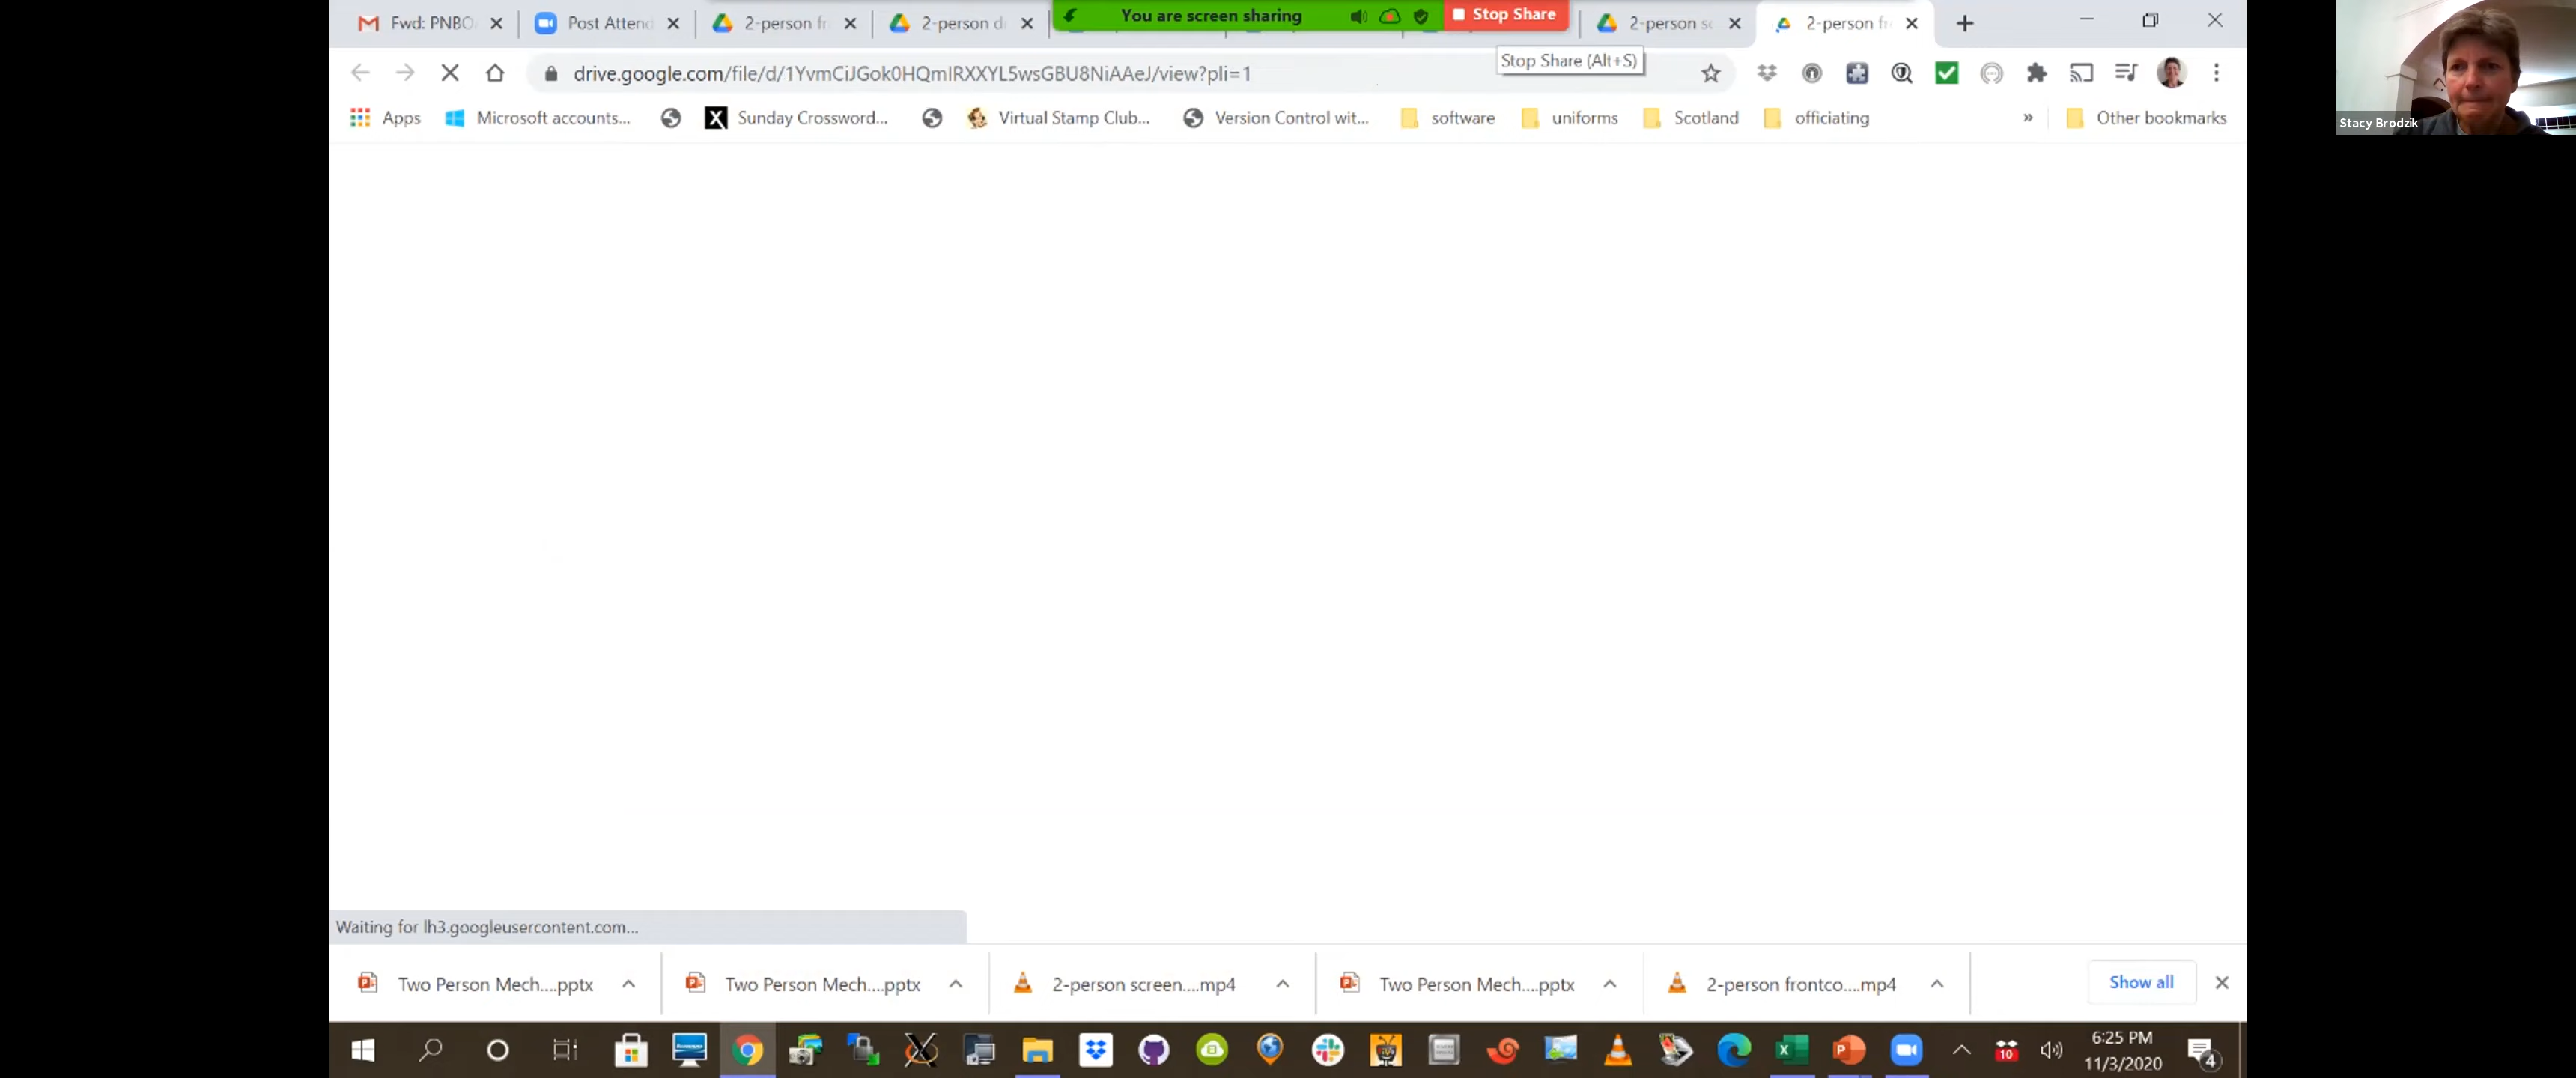 Fwd: PNBO
Post Attend
2-person fr
2-person di
You are screen sharing
Stop Share
2-person sc
2-person fr
drive.google.com/file/d/1YvmCiJGok0HQmIRXXYL5wsGBU8NiAAeJ/view?pli=1
Stop Share (Alt+S)
Stacy Brodzik
Apps
Microsoft accounts...
Sunday Crossword...
Virtual Stamp Club...
Version Control wit...
software
uniforms
Scotland
officiating
»
Other bookmarks
Waiting for lh3.googleusercontent.com...
Two Person Mech....pptx
Two Person Mech....pptx
2-person screen....mp4
Two Person Mech....pptx
2-person frontco....mp4
Show all
10
6:25 PM
11/3/2020
4